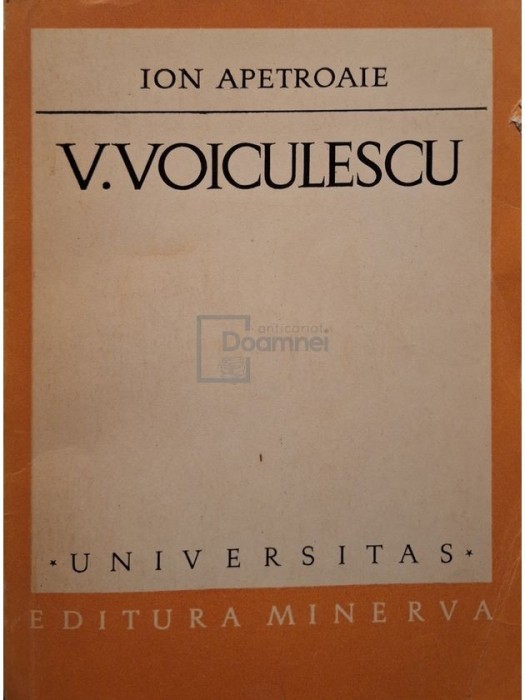 ION APETROAIE
V. VOICULESCU
anticariat
Doamnei
* UNIVERSITAS *
EDITURA MINERVA